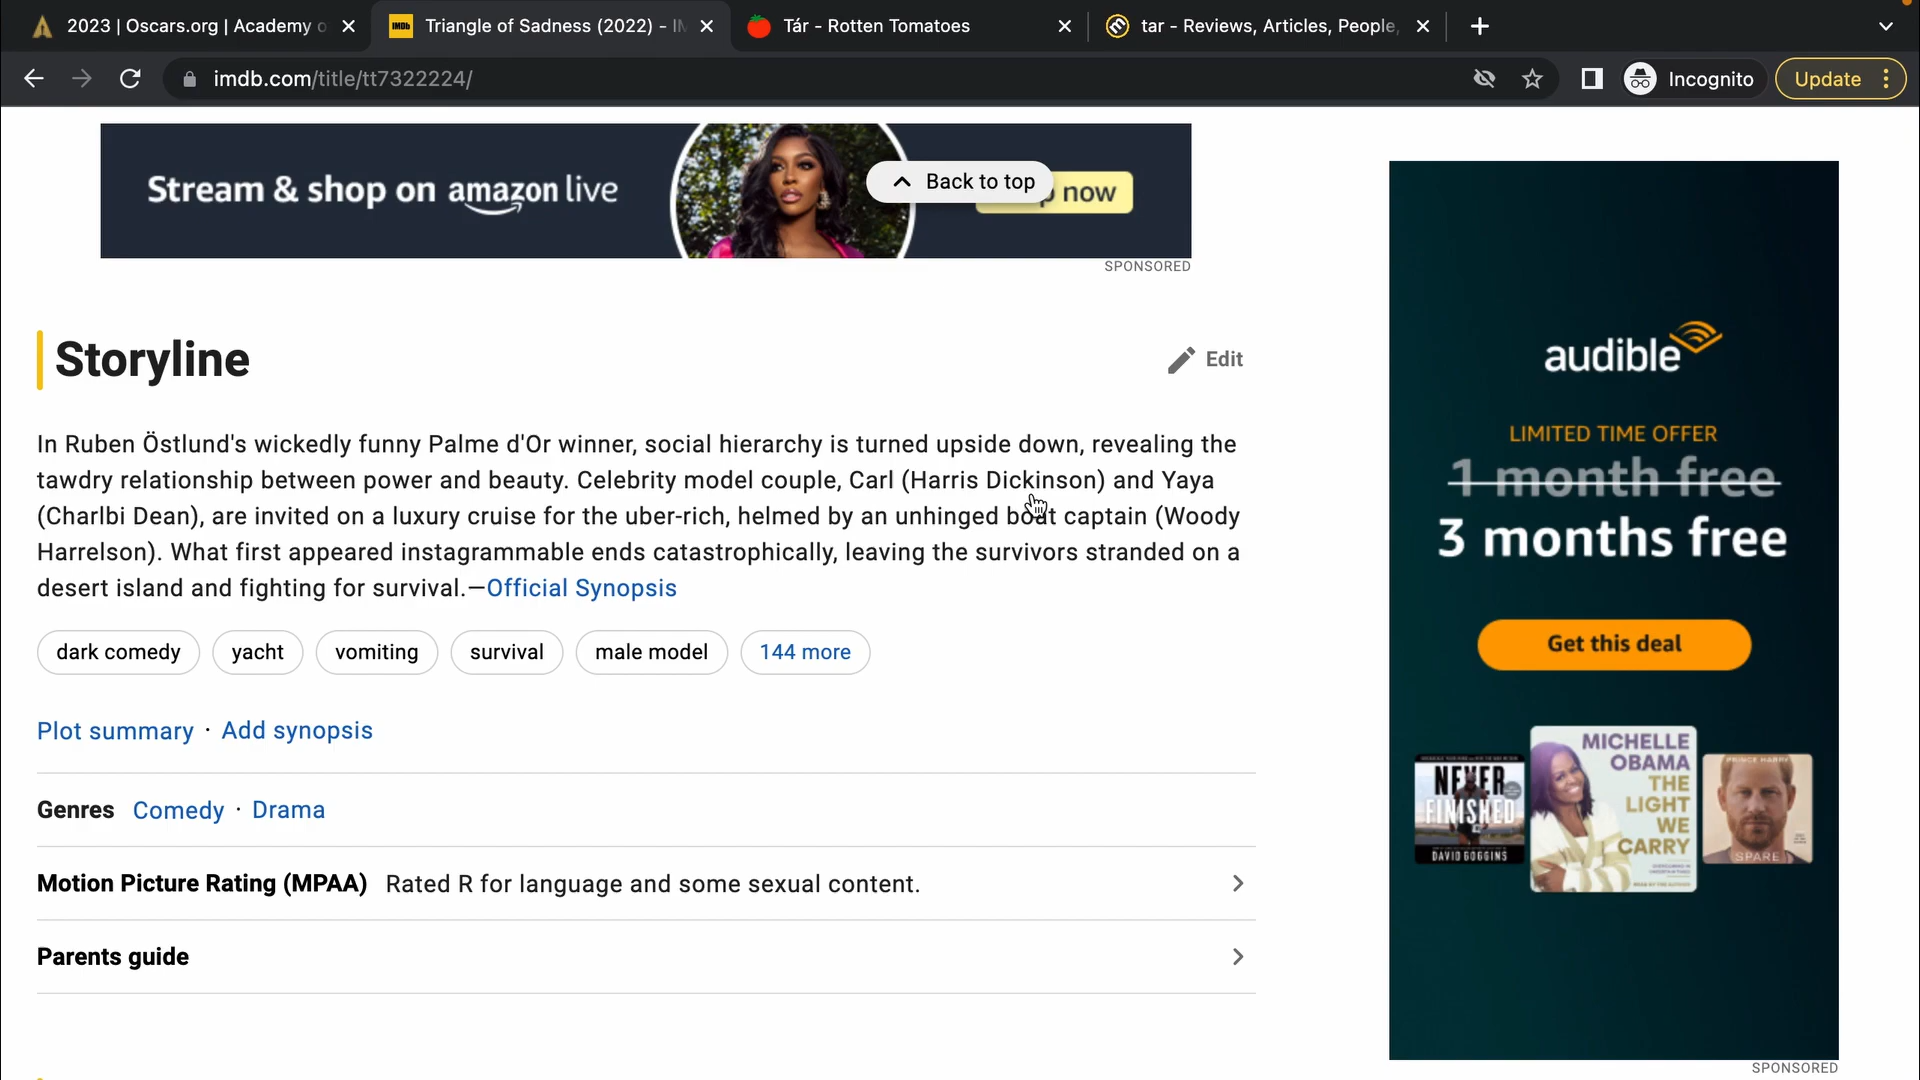 2023 | Oscars.org | Academy o
Triangle of Sadness (2022) - IM
Tár - Rotten Tomatoes
tar - Reviews, Articles, People,
imdb.com/title/tt7322224/
Incognito
Update
Stream & shop on amazon live
now
Back to top
SPONSORED
Storyline
Edit
In Ruben Östlund's wickedly funny Palme d'Or winner, social hierarchy is turned upside down, revealing the
tawdry relationship between power and beauty. Celebrity model couple, Carl (Harris Dickinson) and Yaya
(Charlbi Dean), are invited on a luxury cruise for the uber-rich, helmed by an unhinged boat captain (Woody
Harrelson). What first appeared instagrammable ends catastrophically, leaving the survivors stranded on a
desert island and fighting for survival.—Official Synopsis
dark comedy
yacht
vomiting
survival
male model
144 more
Plot summary · Add synopsis
Genres Comedy · Drama
Motion Picture Rating (MPAA) Rated R for language and some sexual content.
Parents guide
audible
LIMITED TIME OFFER
1 month free
3 months free
Get this deal
NEVER
FINISHED
DAVID GOGGINS
MICHELLE
OBAMA
THE
LIGHT
WE
CARRY
PRINCE HARRY
SPARE
SPONSORED